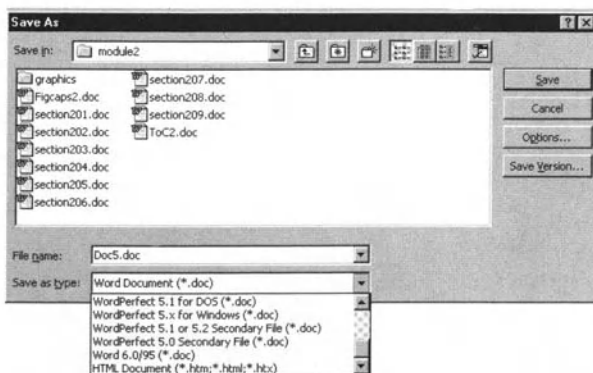 Save As
Save in: module2
graphics
Figcaps2.doc
section201.doc
section202.doc
section203.doc
section204.doc
section205.doc
section206.doc
section207.doc
section208.doc
section209.doc
ToC2.doc
Save
Cancel
Options...
Save Version...
File name: Doc5.doc
Save as type: Word Document (*.doc)
WordPerfect 5.1 for DOS (*.doc)
WordPerfect 5.x for Windows (*.doc)
WordPerfect 5.1 or 5.2 Secondary File (*.doc)
WordPerfect 5.0 Secondary File (*.doc)
Word 6.0/95 (*.doc)
HTML Document (*.htm;*.html;*.htx)